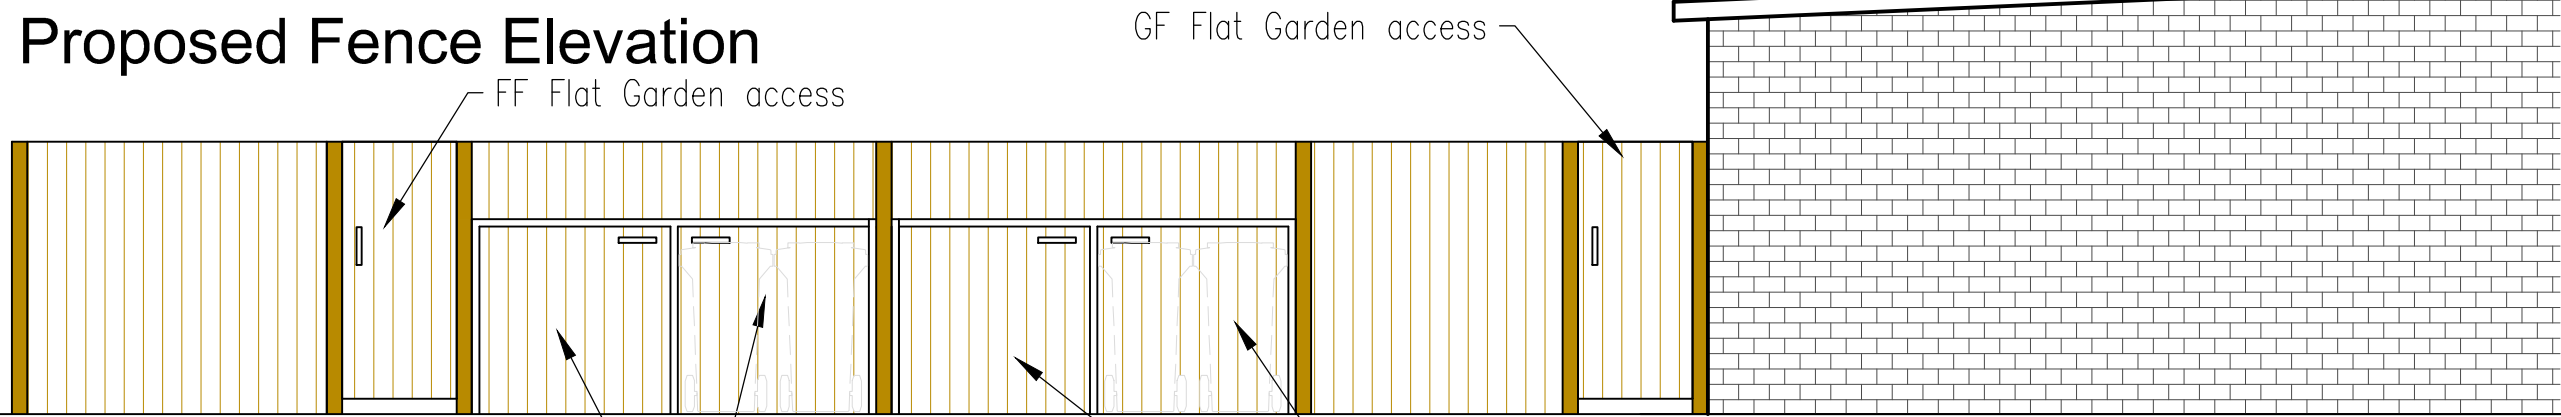 Proposed Fence Elevation
GF Flat Garden access
FF Flat Garden access